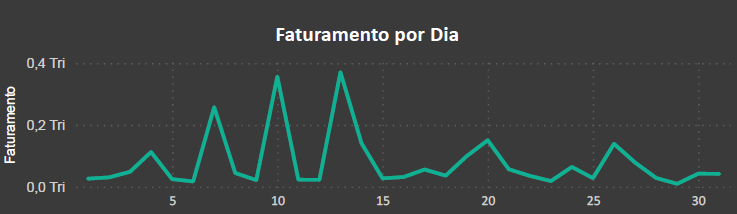 Faturamento por Dia
0,4 Tri
0,2 Tri
0,0 Tri
Faturamento
5 10 15 20 25 30